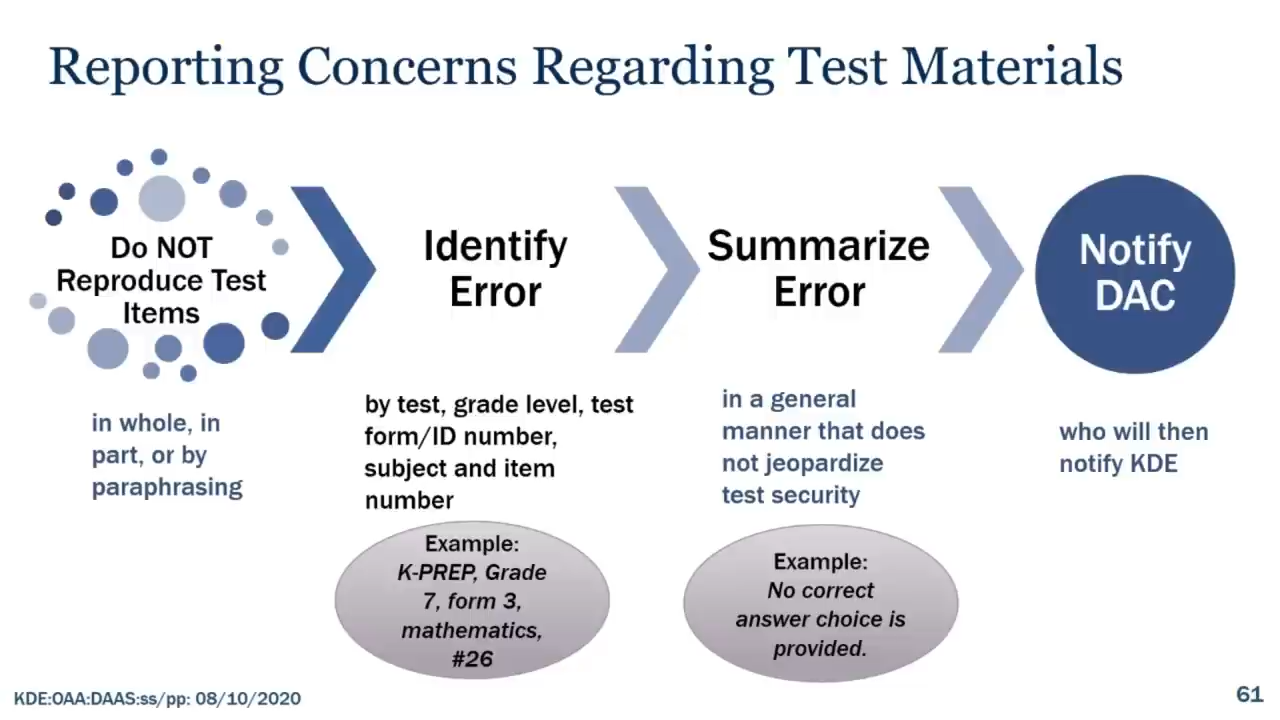 Reporting Concerns Regarding Test Materials
Do NOT
Reproduce Test
Items
in whole, in
part, or by
paraphrasing
Identify
Error
by test, grade level, test
form/ID number,
subject and item
number
Example:
K-PREP, Grade
7, form 3,
mathematics,
#26
Summarize
Error
in a general
manner that does
not jeopardize
test security
Example:
No correct
answer choice is
provided.
Notify
DAC
who will then
notify KDE
KDE:OAA:DAAS:ss/pp: 08/10/2020
61